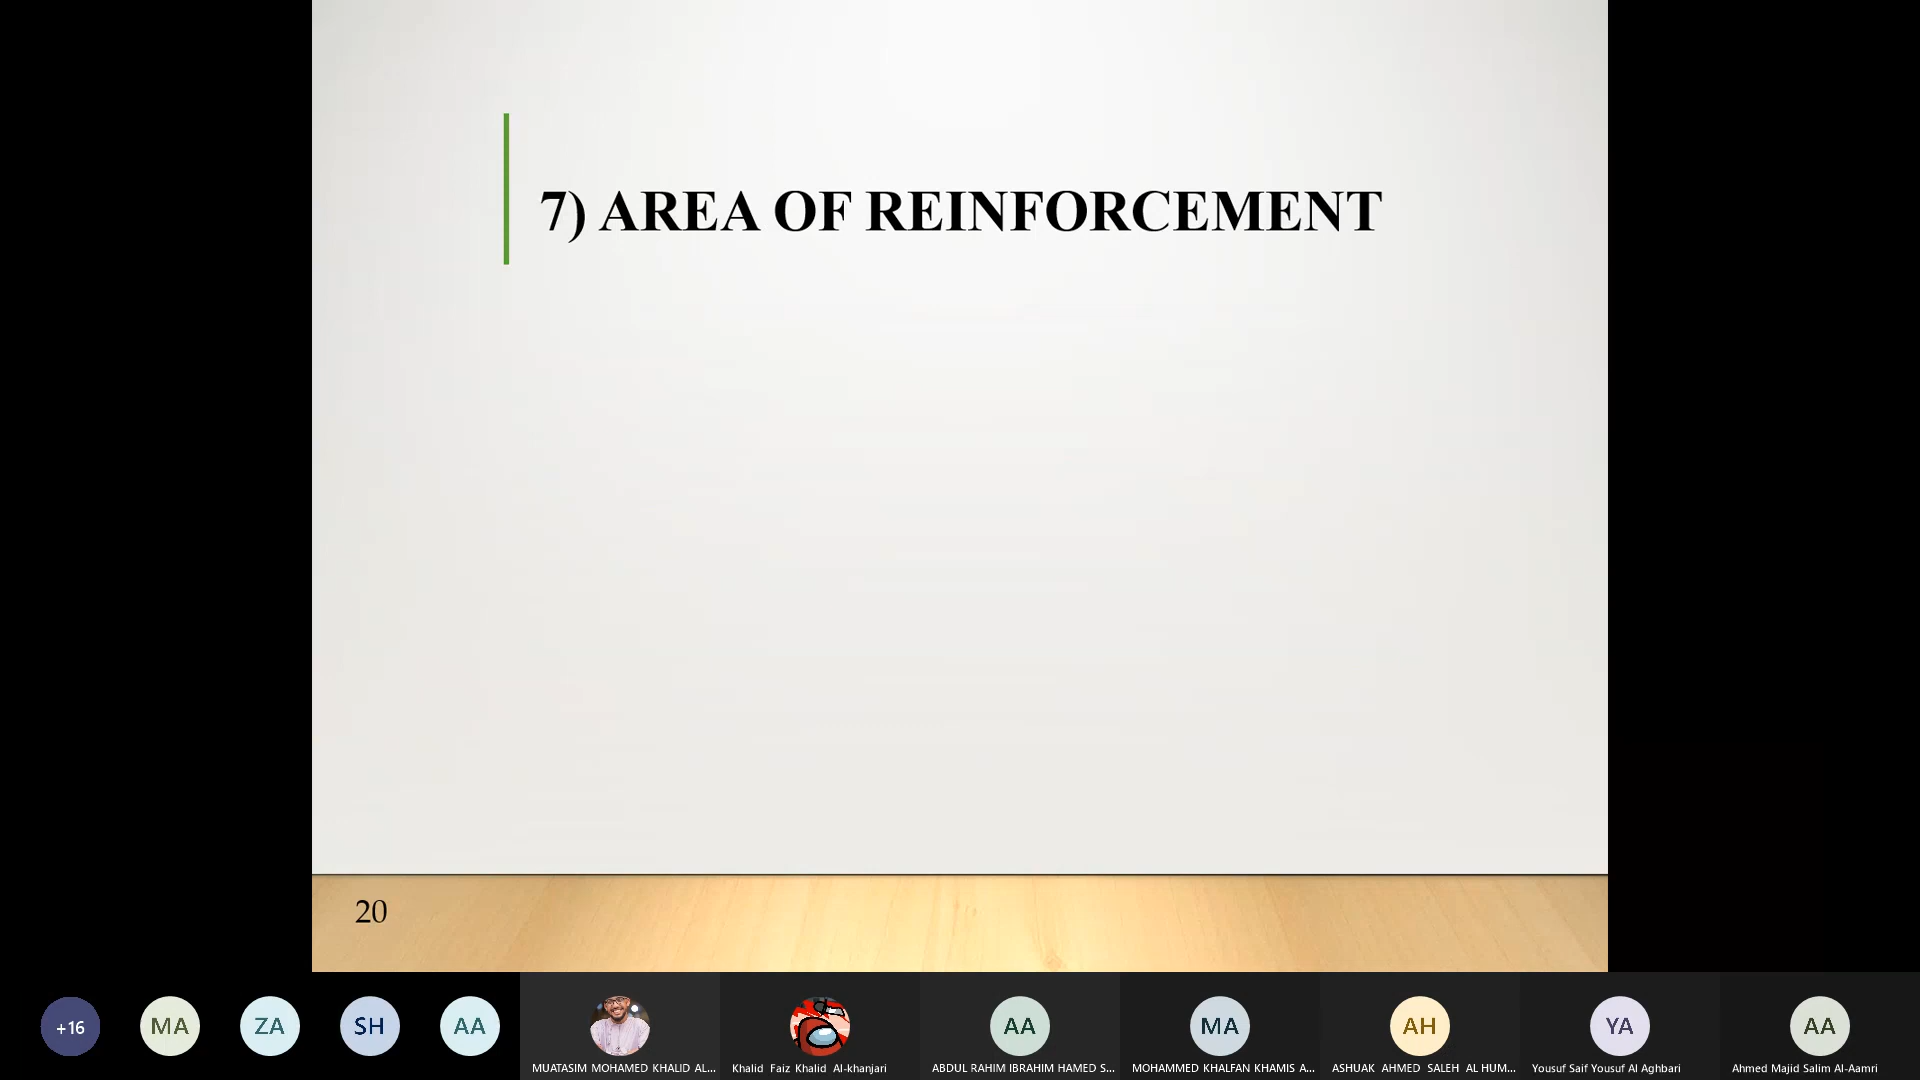 7) AREA OF REINFORCEMENT
20
+16
MA
ZA
SH
AA
AA
MA
AH
YA
AA
MUATASIM MOHAMED KHALID AL...
Khalid Faiz Khalid Al-khanjari
ABDUL RAHIM IBRAHIM HAMED S...
MOHAMMED KHALFAN KHAMIS A...
ASHUAK AHMED SALEH AL HUM...
Yousuf Saif Yousuf Al Aghbari
Ahmed Majid Salim Al-Aamri